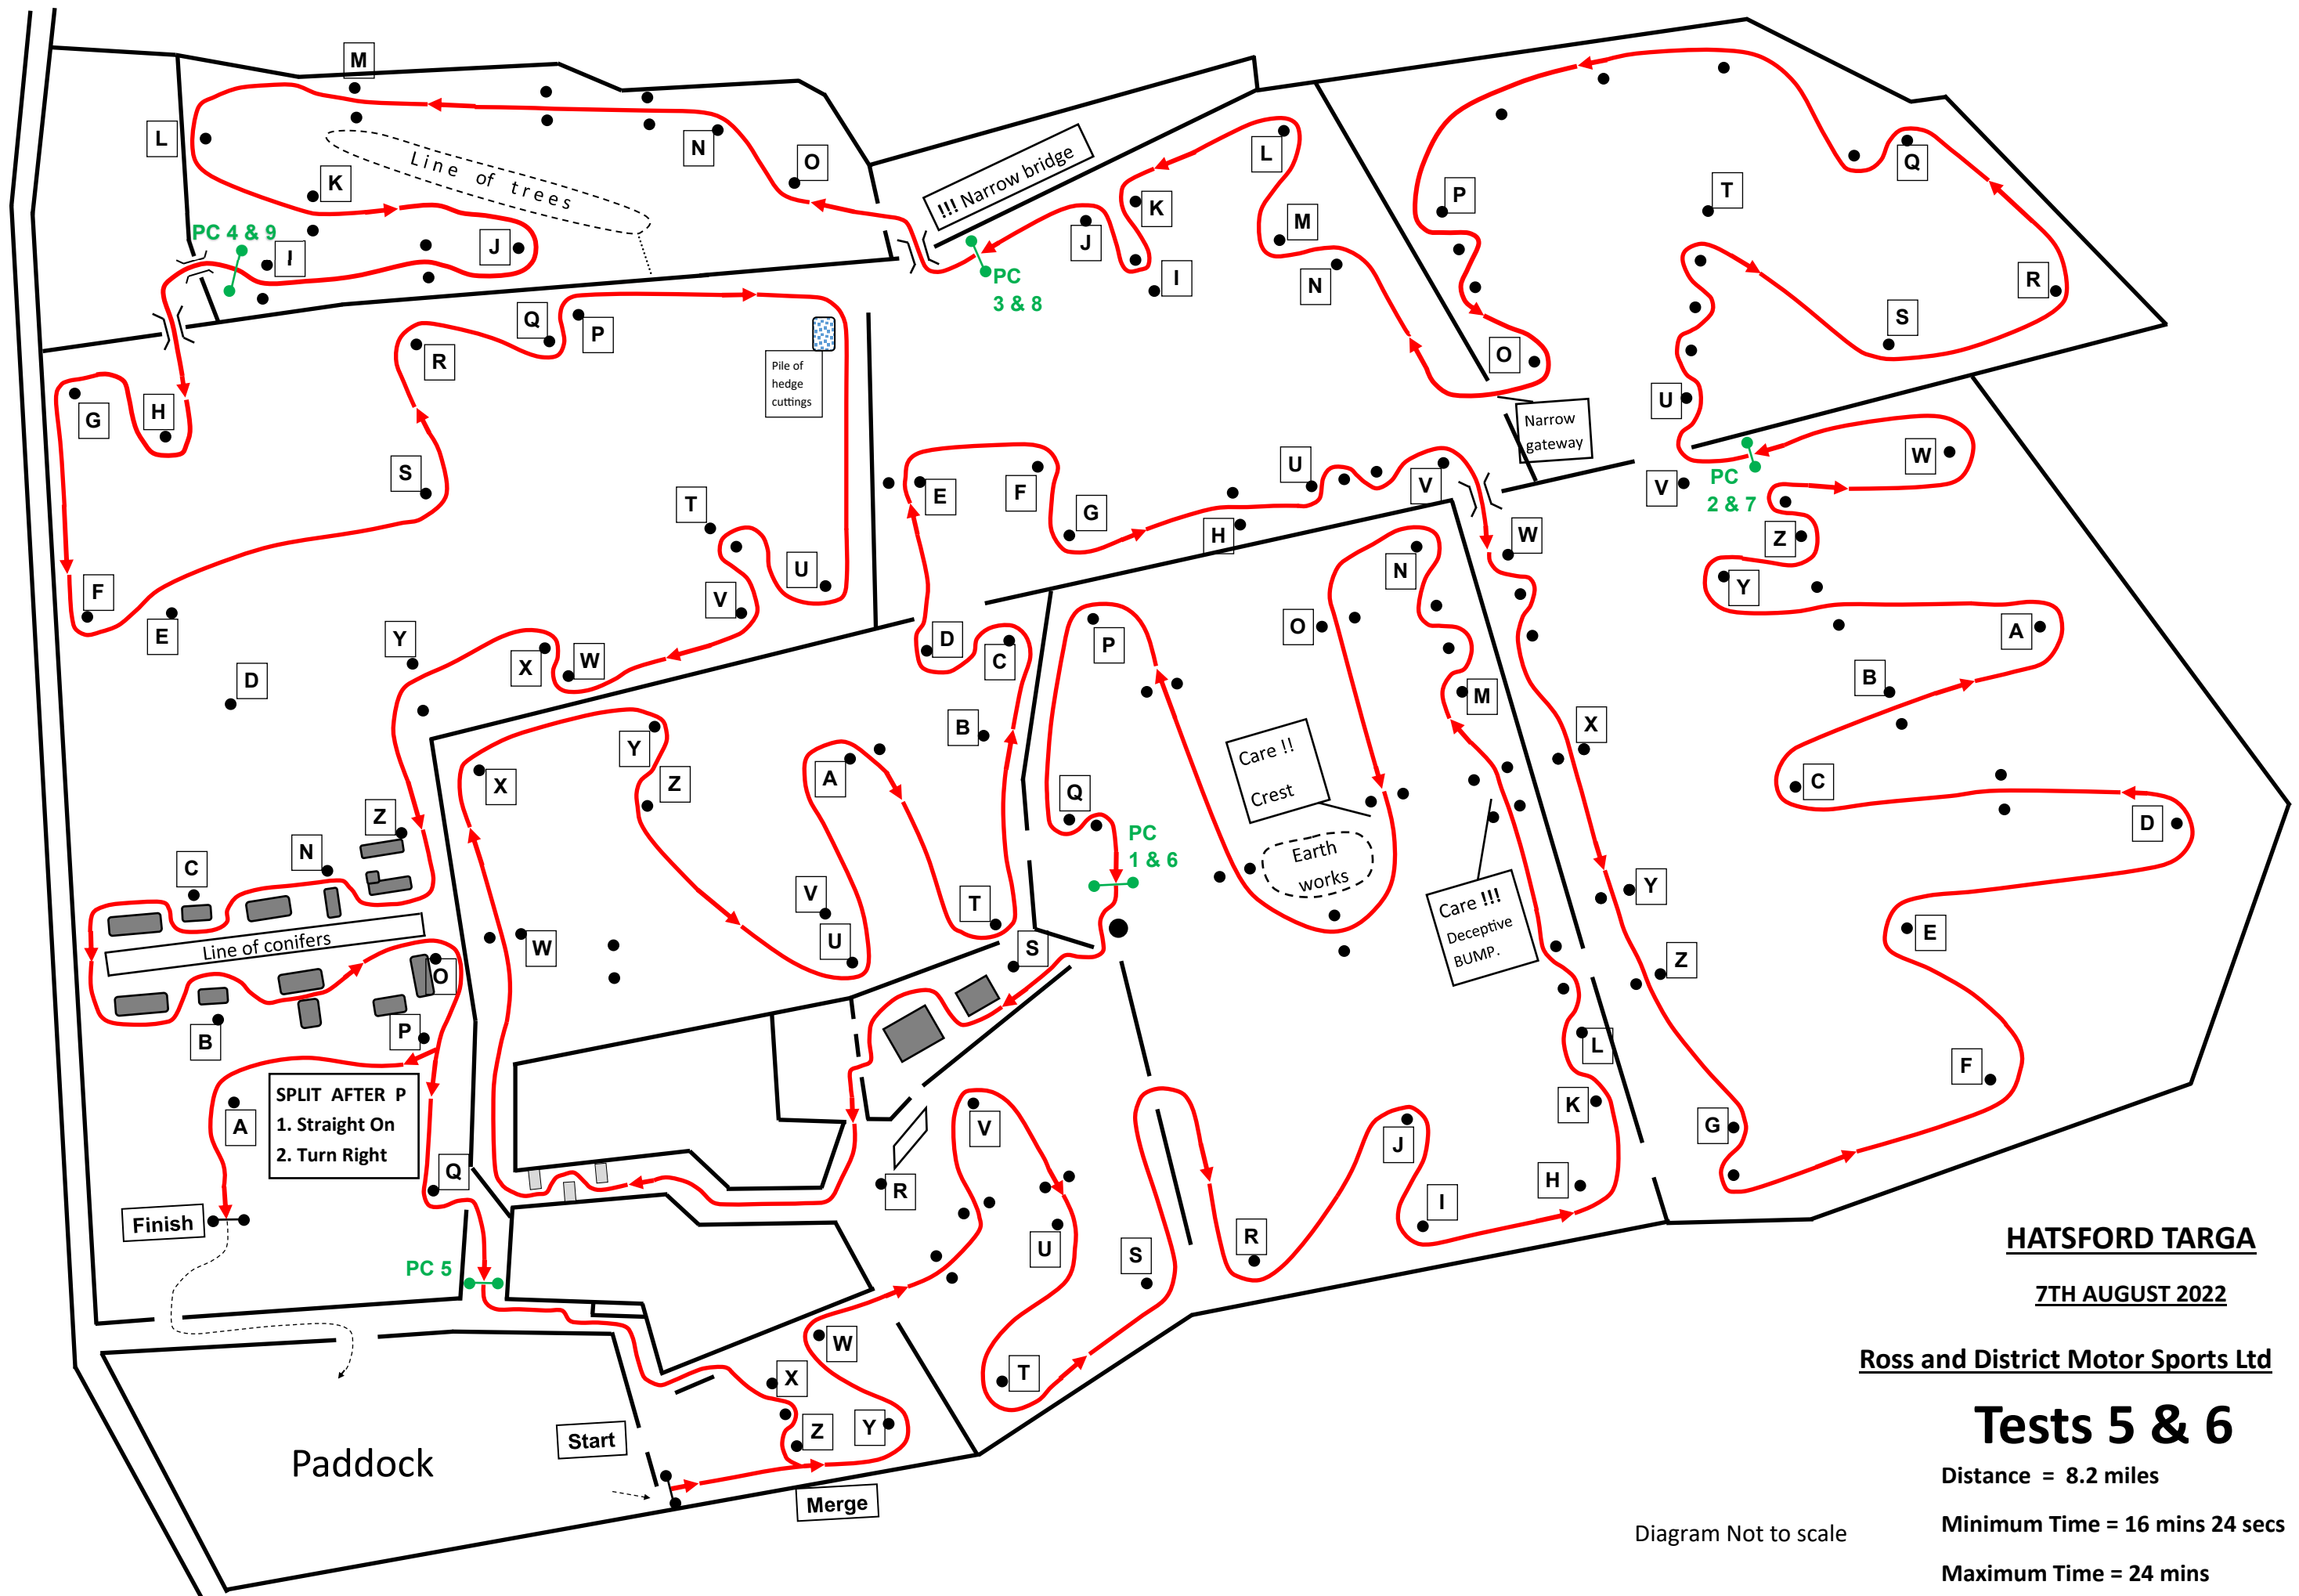 M
L
N
O
K
Line of trees
PC 4 & 9
I
J
!!! Narrow bridge
L
K
J
I
M
N
PC
3 & 8
P
O
Q
T
R
S
U
Narrow
gateway
V
PC
2 & 7
W
Z
Y
A
B
C
D
E
F
G
Q
P
R
Pile of
hedge
cuttings
G
H
S
T
U
V
F
E
D
Y
X
W
E
F
G
H
U
V
W
D
C
B
P
O
N
M
Q
PC
1 & 6
Care !!
Crest
Earth
works
Care !!!
Deceptive
BUMP.
X
Y
Z
X
Y
Z
A
V
U
T
S
W
Z
N
C
Line of conifers
O
P
B
A
SPLIT AFTER P
1. Straight On
2. Turn Right
Q
Finish
PC 5
R
V
U
S
T
R
J
I
H
K
L
W
X
Y
Z
Start
Merge
Paddock
HATSFORD TARGA
7TH AUGUST 2022
Ross and District Motor Sports Ltd
Tests 5 & 6
Distance = 8.2 miles
Minimum Time = 16 mins 24 secs
Maximum Time = 24 mins
Diagram Not to scale